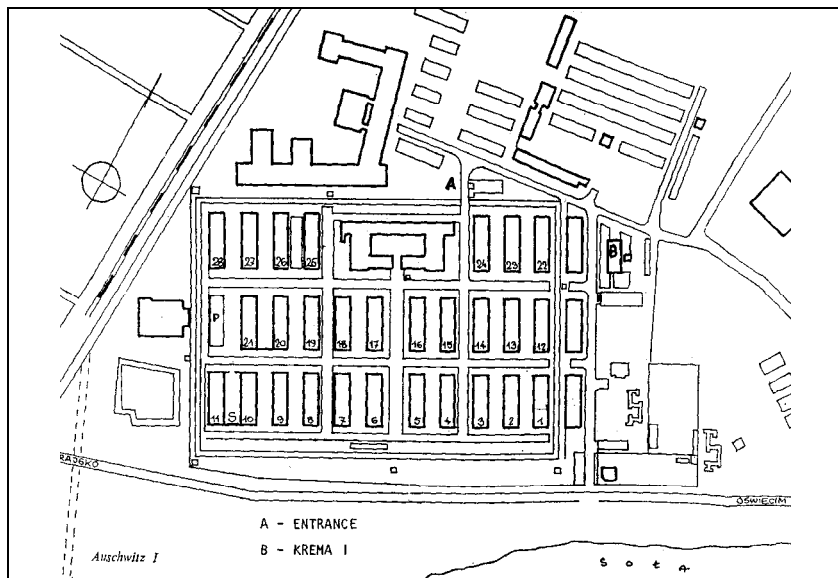 A
B
28
27
26
25
24
23
22
P
21
20
19
18
17
16
15
14
13
12
11
S
10
9
8
7
6
5
4
3
2
1
RAJSKO
OŚWIĘCIM
A - ENTRANCE
B - KREMA I
Auschwitz I
Soła